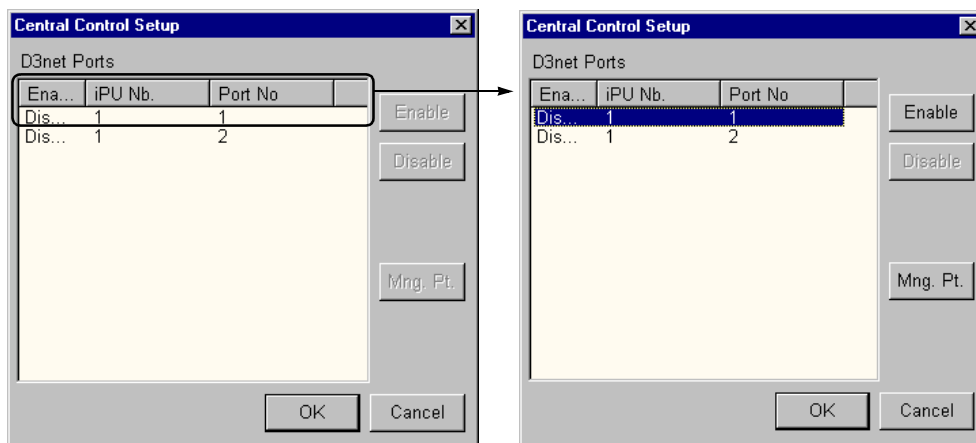 Central Control Setup
D3net Ports
Ena... iPU Nb. Port No
Dis... 1 1
Dis... 1 2
Enable
Disable
Mng. Pt.
OK Cancel
Central Control Setup
D3net Ports
Ena... iPU Nb. Port No
Dis... 1 1
Dis... 1 2
Enable
Disable
Mng. Pt.
OK Cancel